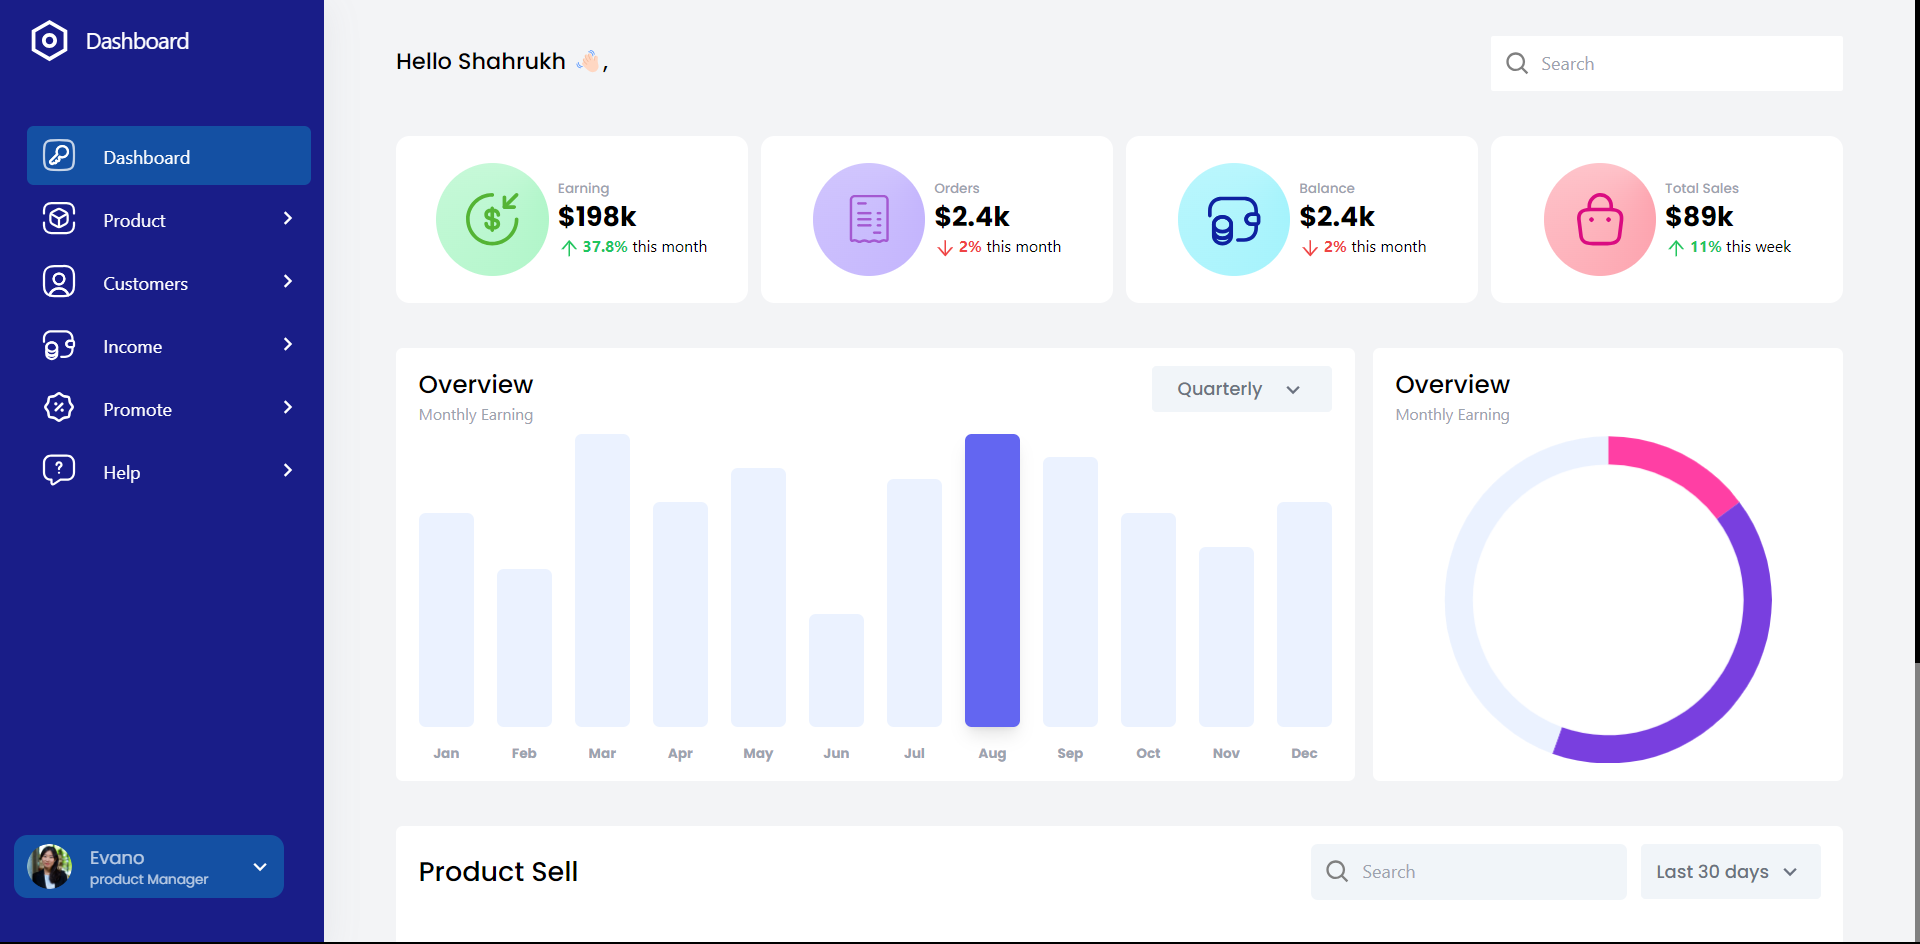 Dashboard
Dashboard
Product
Customers
Income
Promote
Help
Evano
product Manager
Hello Shahrukh 👋🏻,
Search
Earning
$198k
37.8% this month
Orders
$2.4k
2% this month
Balance
$2.4k
2% this month
Total Sales
$89k
11% this week
Overview
Monthly Earning
Quarterly
Jan Feb Mar Apr May Jun Jul Aug Sep Oct Nov Dec
Overview
Monthly Earning
Product Sell
Search
Last 30 days